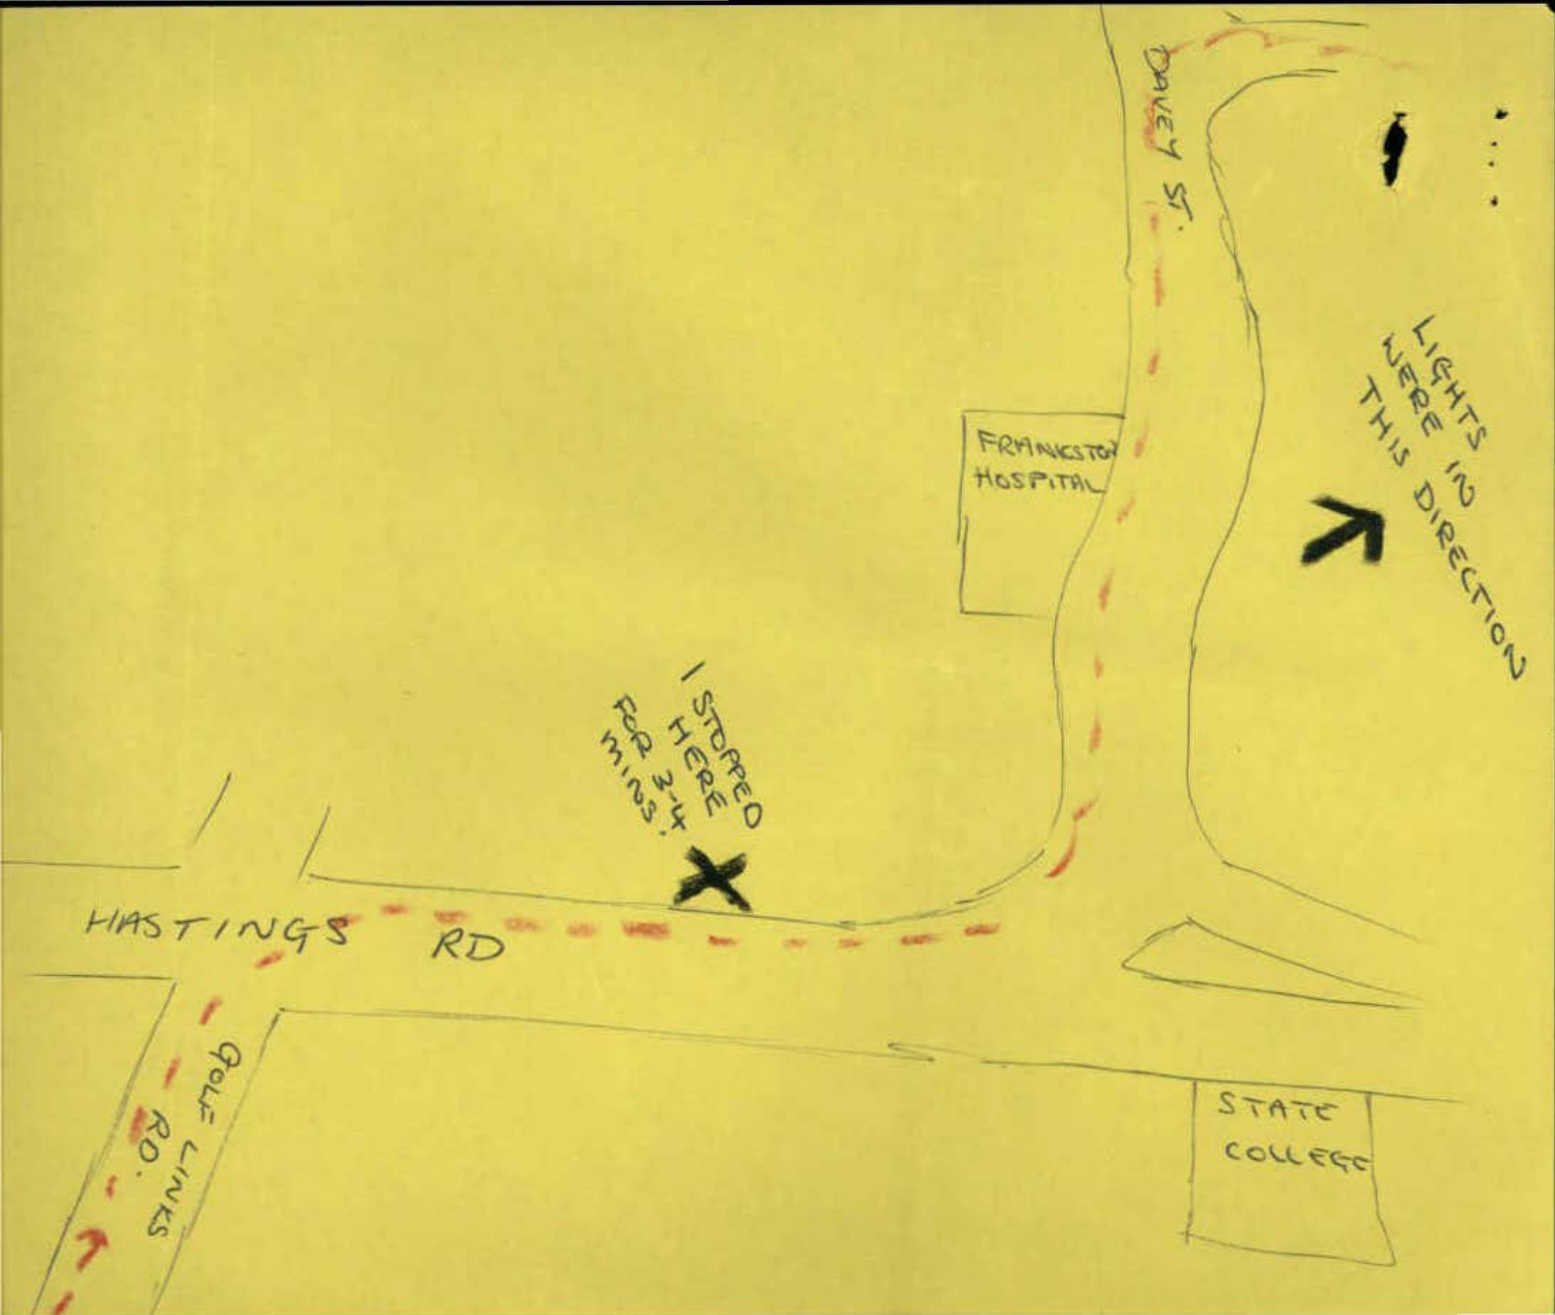 DAVEY ST.
LIGHTS
WERE IN
THIS DIRECTION
FRANKSTON
HOSPITAL
I STOPPED
HERE
FOR 3-4
MINS.
HASTINGS RD
GOLF LINKS
RD.
STATE
COLLEGE